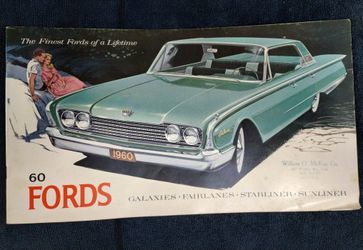 The Finest Fords of a Lifetime
1960
60
FORDS
GALAXIES • FAIRLANES • STARLINER • SUNLINER